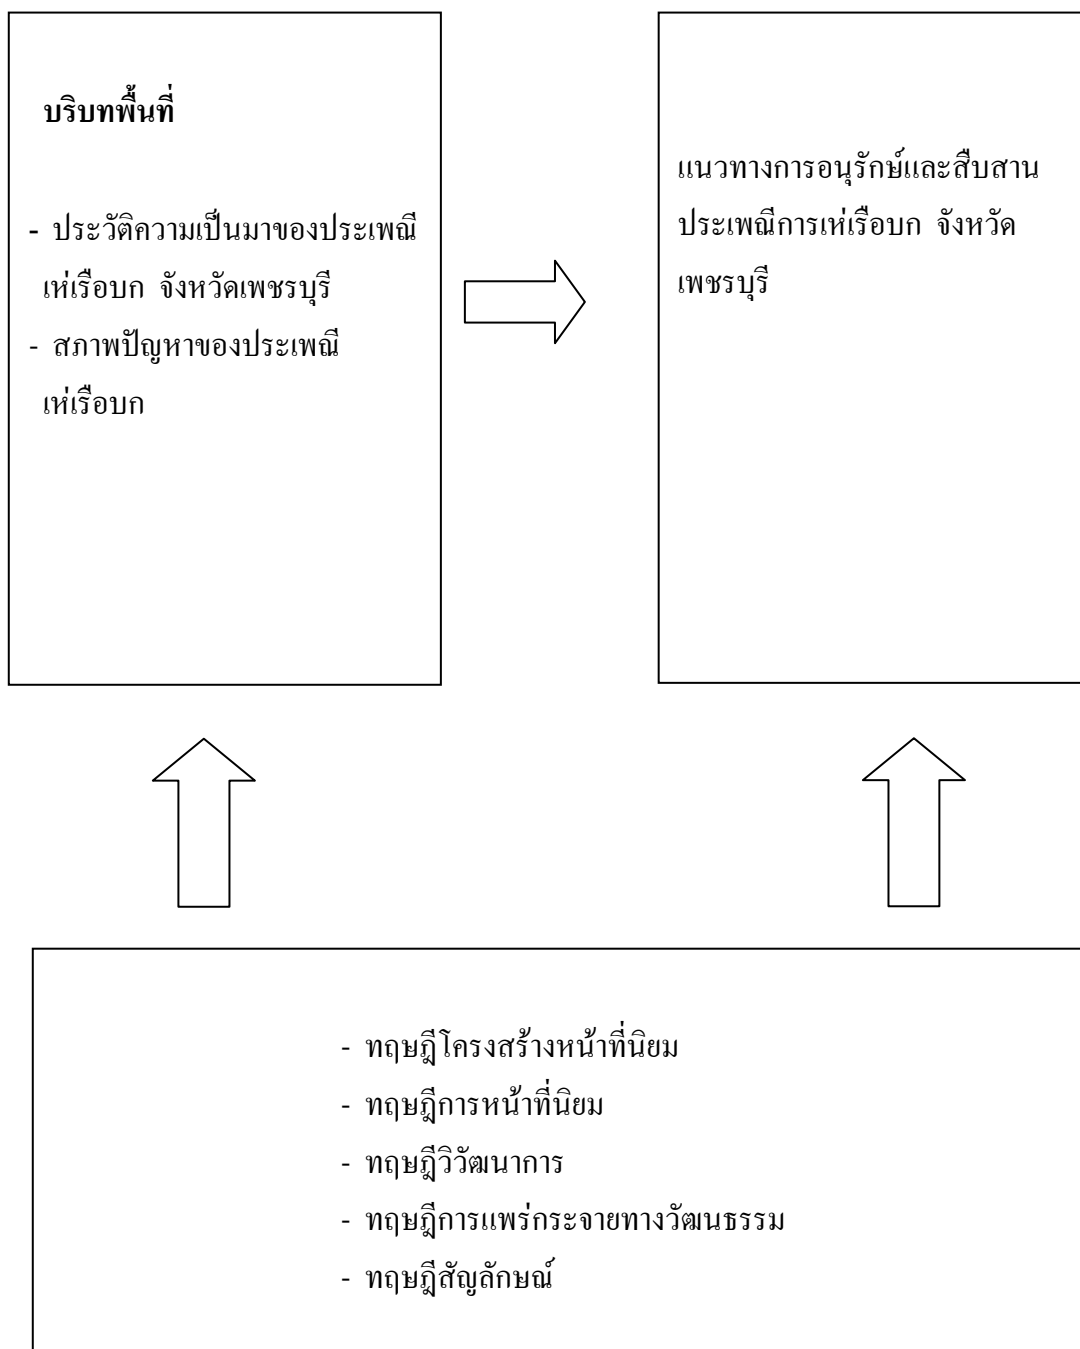 บริบทพื้นที่
- ประวัติความเป็นมาของประเพณี
เห่เรือบก จังหวัดเพชรบุรี
- สภาพปัญหาของประเพณี
เห่เรือบก
แนวทางการอนุรักษ์และสืบสาน
ประเพณีการเห่เรือบก จังหวัด
เพชรบุรี
- ทฤษฎีโครงสร้างหน้าที่นิยม
- ทฤษฎีการหน้าที่นิยม
- ทฤษฎีวิวัฒนาการ
- ทฤษฎีการแพร่กระจายทางวัฒนธรรม
- ทฤษฎีสัญลักษณ์